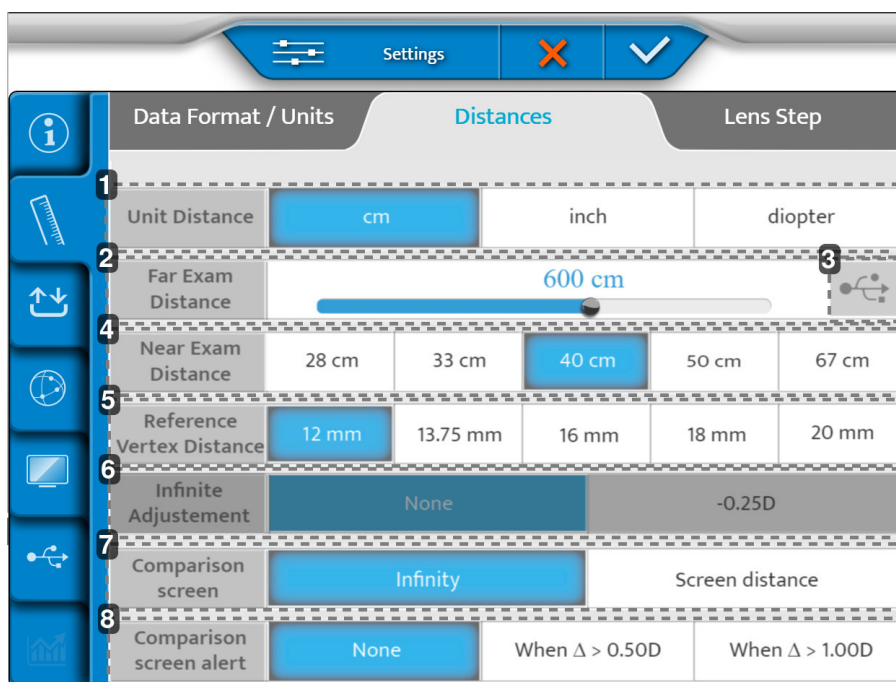 Settings
Data Format / Units
Distances
Lens Step
1
Unit Distance
cm
inch
diopter
2
3
Far Exam
Distance
600 cm
4
Near Exam
Distance
28 cm
33 cm
40 cm
50 cm
67 cm
5
Reference
Vertex Distance
12 mm
13.75 mm
16 mm
18 mm
20 mm
6
Infinite
Adjustement
None
-0.25D
7
Comparison
screen
Infinity
Screen distance
8
Comparison
screen alert
None
When Δ > 0.50D
When Δ > 1.00D